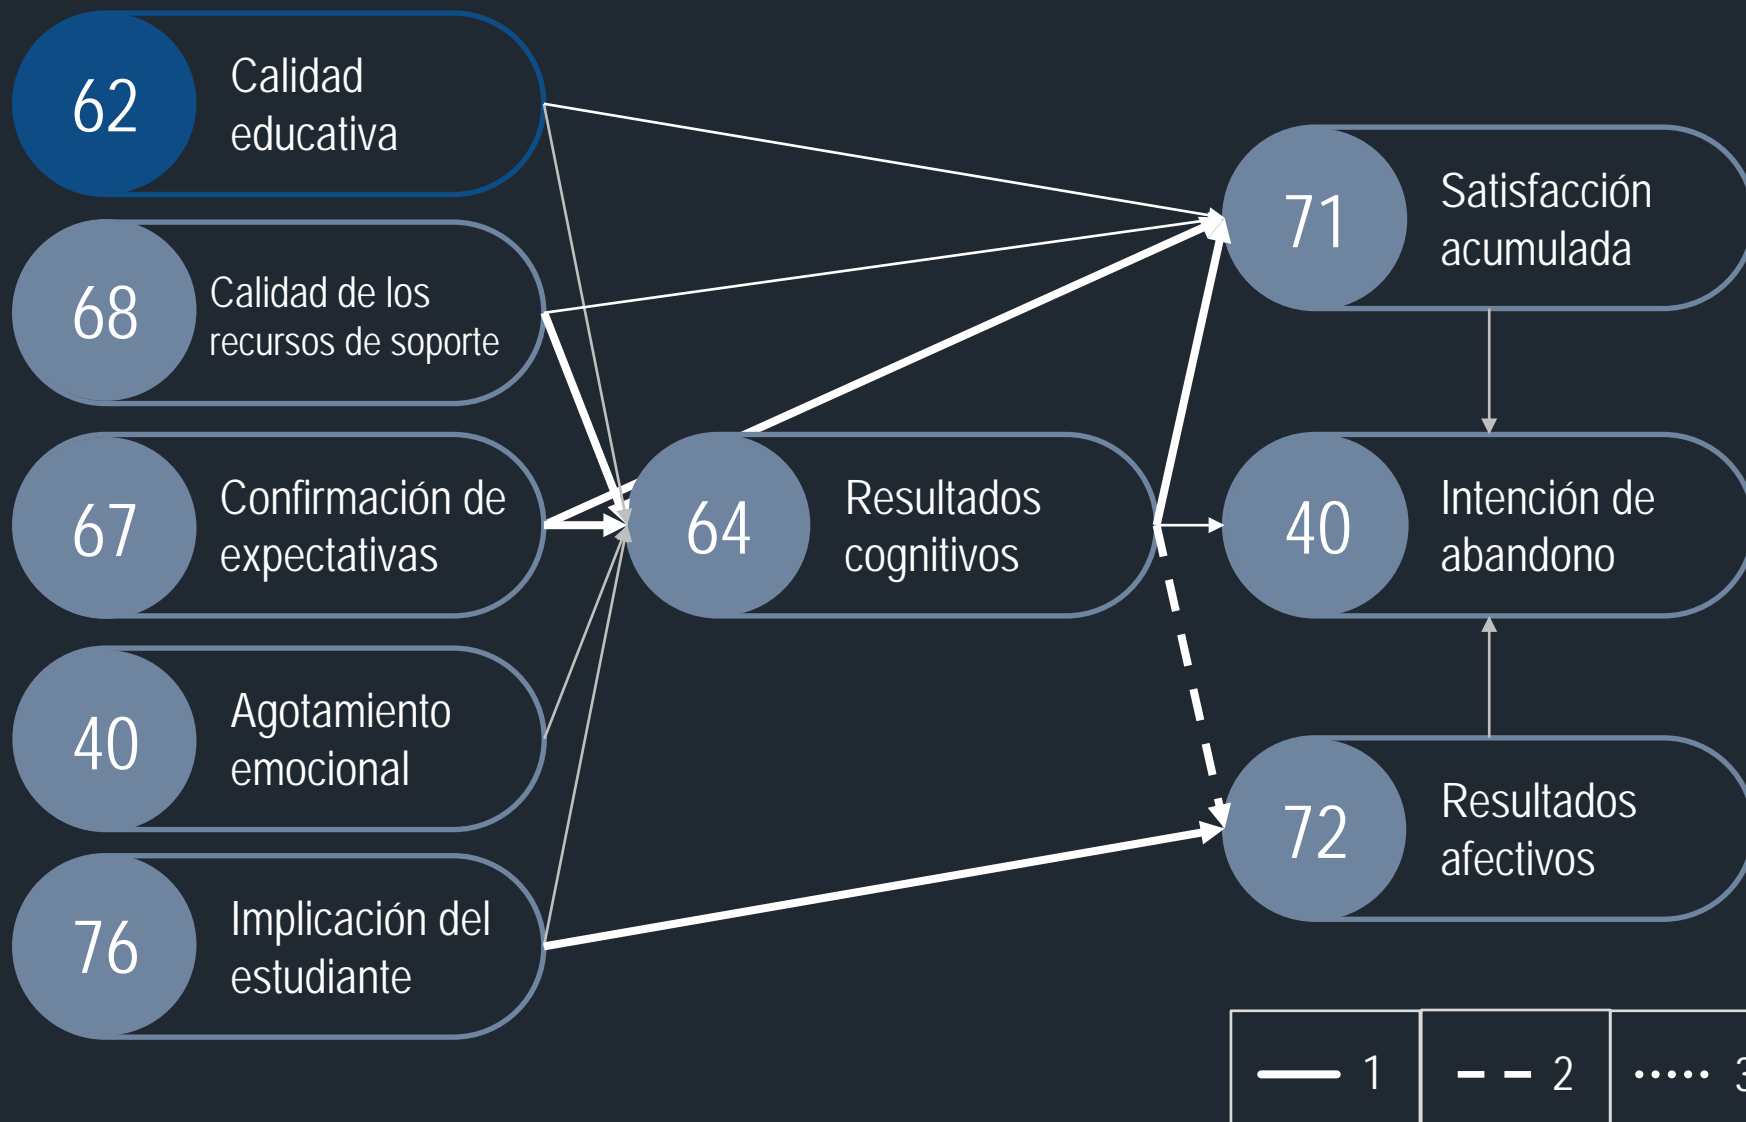 62
Calidad
educativa
68
Calidad de los
recursos de soporte
67
Confirmación de
expectativas
40
Agotamiento
emocional
76
Implicación del
estudiante
64
Resultados
cognitivos
71
Satisfacción
acumulada
40
Intención de
abandono
72
Resultados
afectivos
1
2
3